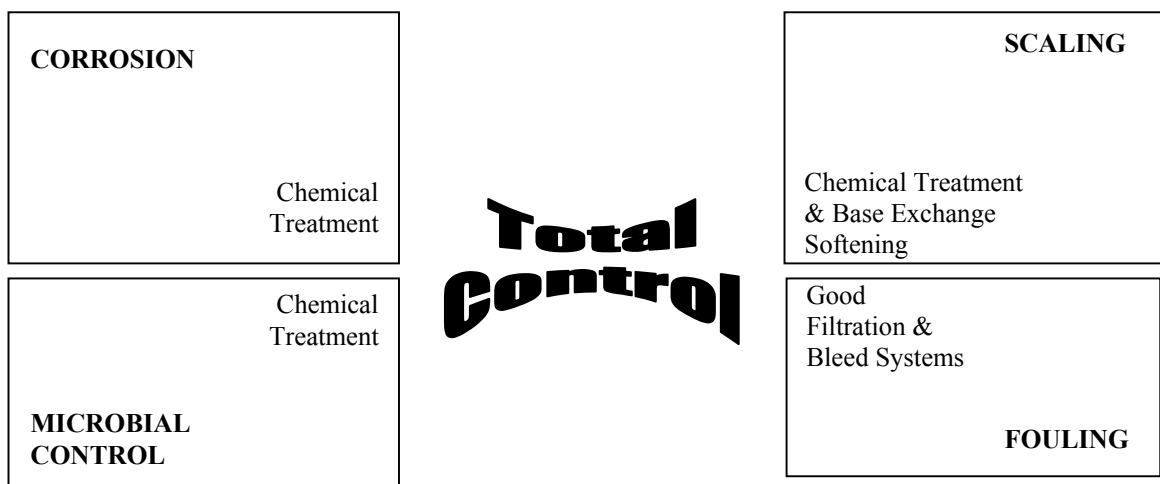 CORROSION
Chemical
Treatment
SCALING
Chemical Treatment
& Base Exchange
Softening
Total
Control
Chemical
Treatment
MICROBIAL
CONTROL
Good
Filtration &
Bleed Systems
FOULING